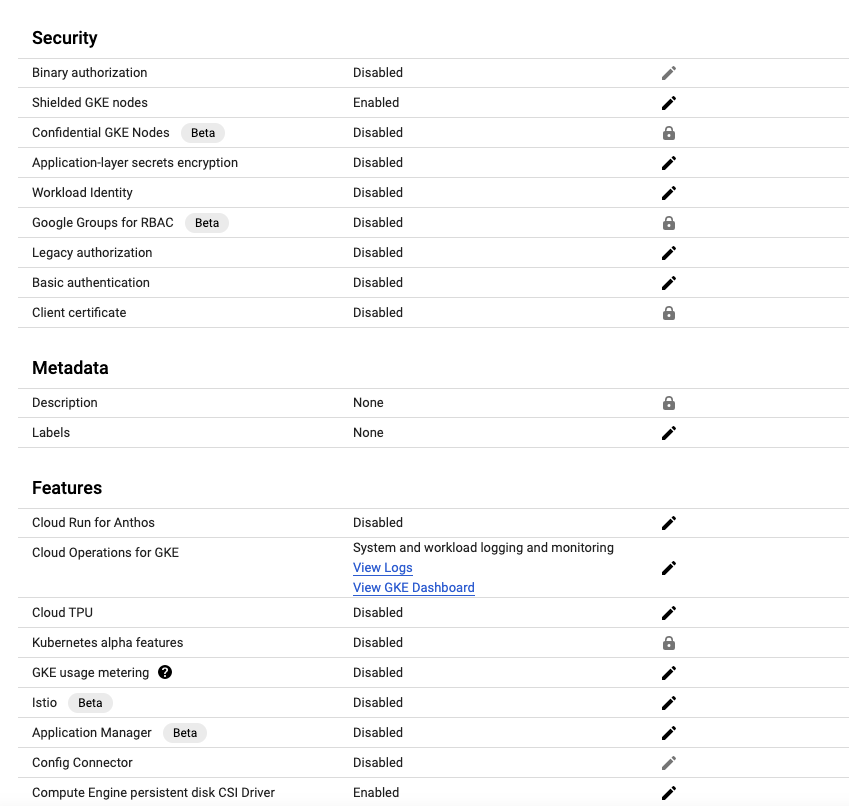 Security
Binary authorization Disabled
Shielded GKE nodes Enabled
Confidential GKE Nodes Beta Disabled
Application-layer secrets encryption Disabled
Workload Identity Disabled
Google Groups for RBAC Beta Disabled
Legacy authorization Disabled
Basic authentication Disabled
Client certificate Disabled
Metadata
Description None
Labels None
Features
Cloud Run for Anthos Disabled
Cloud Operations for GKE System and workload logging and monitoring
View Logs
View GKE Dashboard
Cloud TPU Disabled
Kubernetes alpha features Disabled
GKE usage metering ? Disabled
Istio Beta Disabled
Application Manager Beta Disabled
Config Connector Disabled
Compute Engine persistent disk CSI Driver Enabled